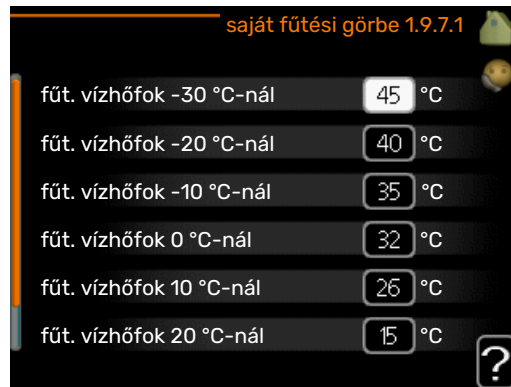 saját fűtési görbe 1.9.7.1
fűt. vízhőfok -30 °C-nál 45 °C
fűt. vízhőfok -20 °C-nál 40 °C
fűt. vízhőfok -10 °C-nál 35 °C
fűt. vízhőfok 0 °C-nál 32 °C
fűt. vízhőfok 10 °C-nál 26 °C
fűt. vízhőfok 20 °C-nál 15 °C
?